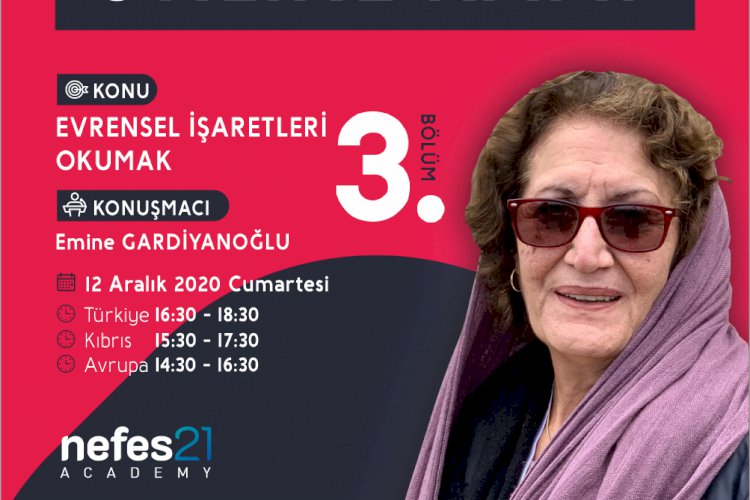 KONU
EVRENSEL İŞARETLERİ
OKUMAK
3.
BÖLÜM
KONUŞMACI
Emine GARDİYANOĞLU
12 Aralık 2020 Cumartesi
Türkiye 16:30 - 18:30
Kıbrıs 15:30 - 17:30
Avrupa 14:30 - 16:30
nefes21
ACADEMY